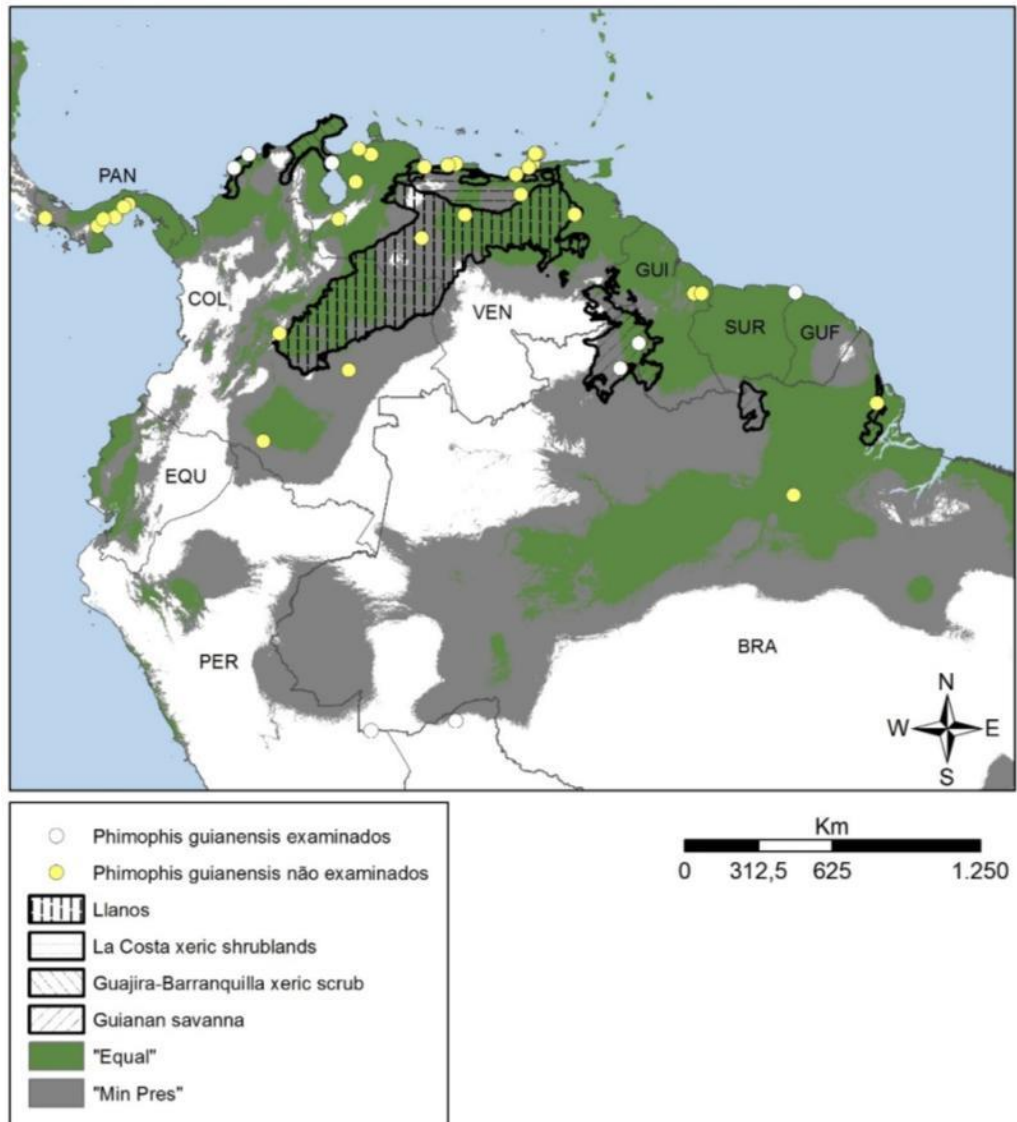 PAN
COL
VEN
GUI
SUR
GUF
EQU
PER
BRA
N
W E
S
Phimophis guianensis examinados
Phimophis guianensis não examinados
Llanos
La Costa xeric shrublands
Guajira-Barranquilla xeric scrub
Guianan savanna
"Equal"
"Min Pres"
Km
0 312,5 625 1.250